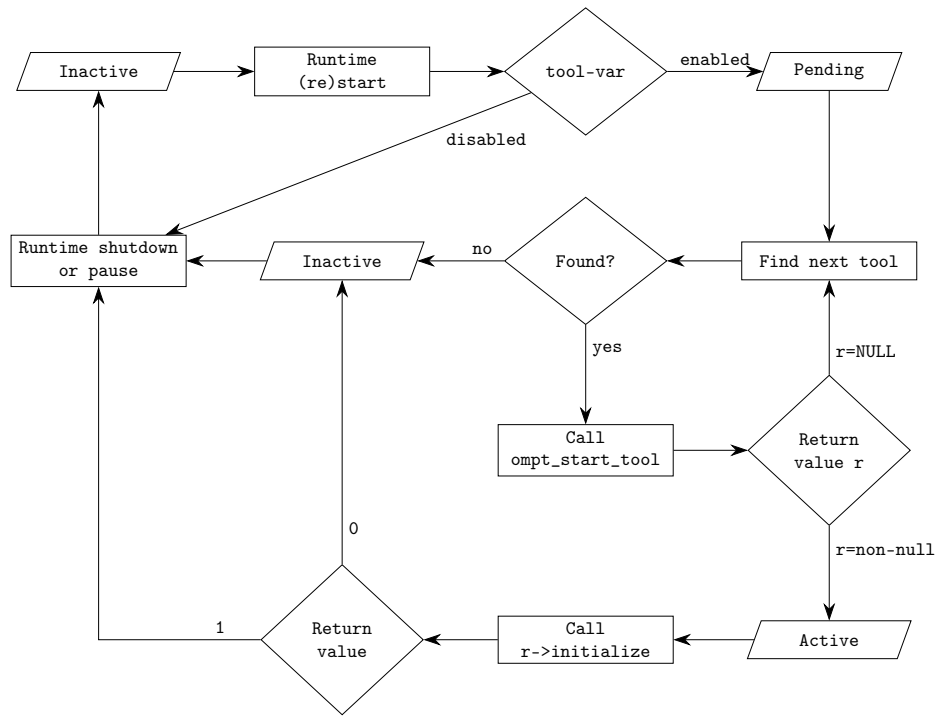 Inactive
Runtime
(re)start
tool-var
enabled
Pending
disabled
Runtime shutdown
or pause
Inactive
no
Found?
Find next tool
yes
r=NULL
Call
ompt_start_tool
Return
value r
0
r=non-null
1
Return
value
Call
r->initialize
Active